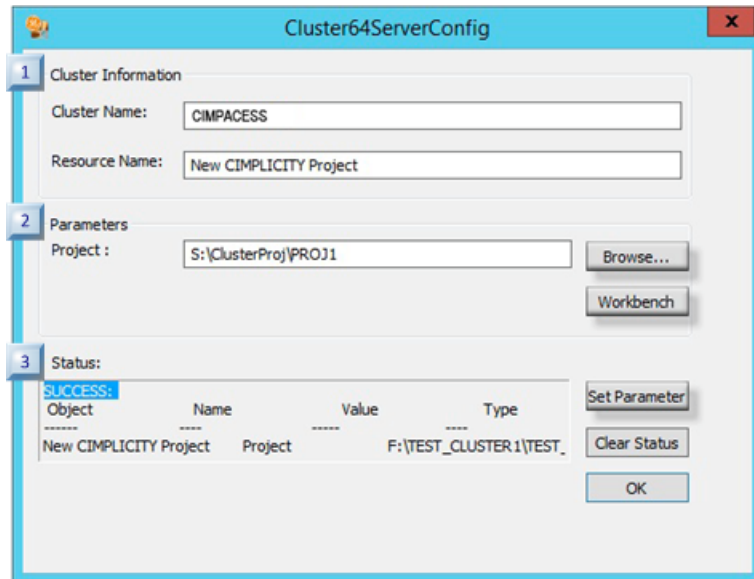 Cluster64ServerConfig
x
1 Cluster Information
Cluster Name: CIMPACESS
Resource Name: New CIMPLICITY Project
2 Parameters
Project : S:\ClusterProj\PROJ1 Browse...
Workbench
3 Status:
SUCCESS: Set Parameter
Object Name Value Type
------ ---- ----- ----
New CIMPLICITY Project Project F:\TEST_CLUSTER1\TEST_ Clear Status
OK